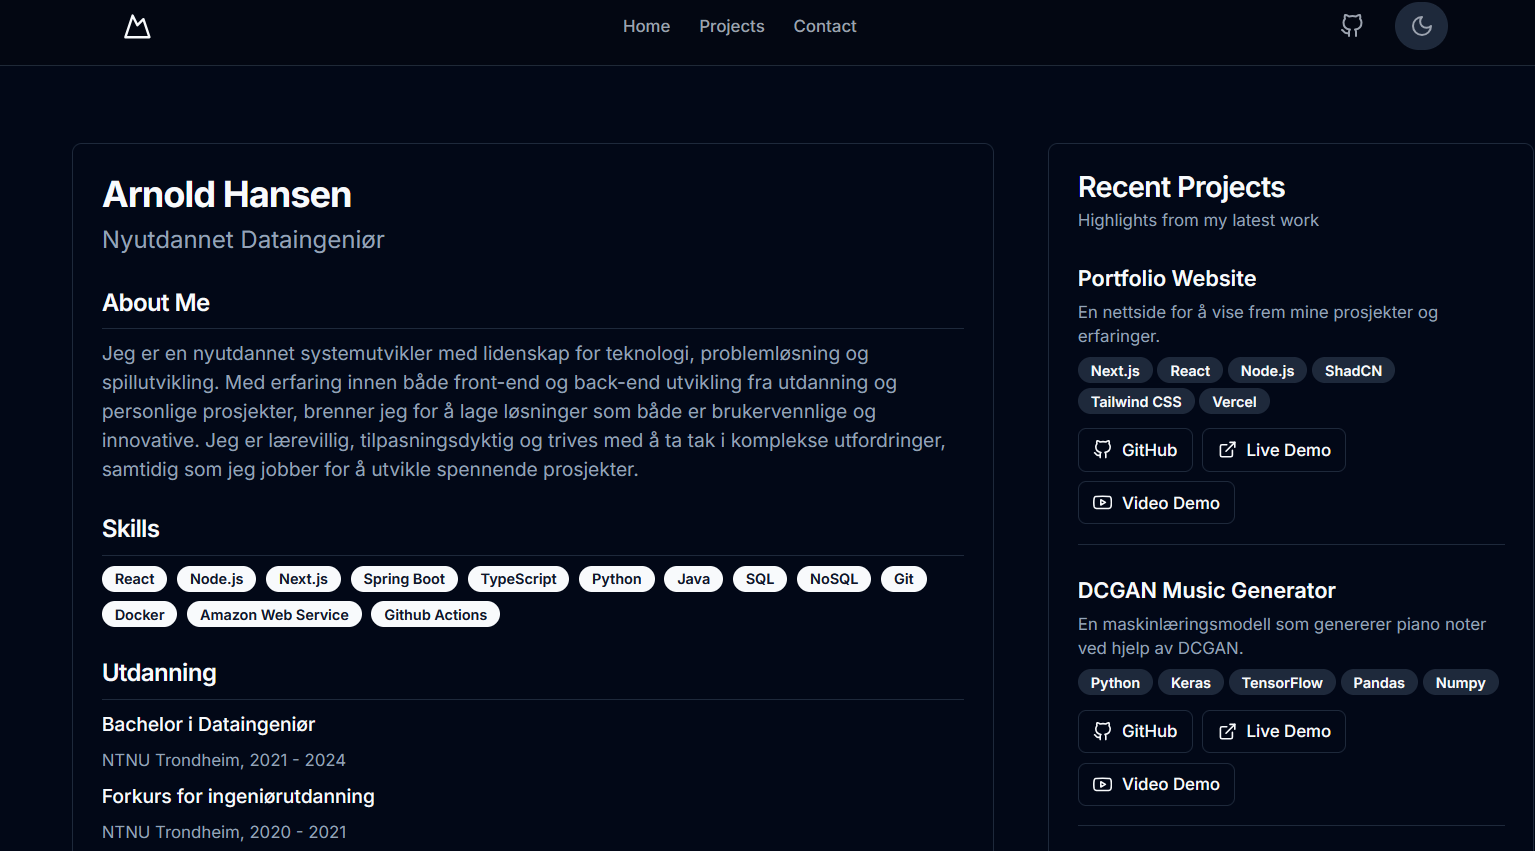 Home
Projects
Contact
Arnold Hansen
Nyutdannet Dataingeniør
About Me
Jeg er en nyutdannet systemutvikler med lidenskap for teknologi, problemløsning og
spillutvikling. Med erfaring innen både front-end og back-end utvikling fra utdanning og
personlige prosjekter, brenner jeg for å lage løsninger som både er brukervennlige og
innovative. Jeg er lærevillig, tilpasningsdyktig og trives med å ta tak i komplekse utfordringer,
samtidig som jeg jobber for å utvikle spennende prosjekter.
Skills
React Node.js Next.js Spring Boot TypeScript Python Java SQL NoSQL Git
Docker Amazon Web Service Github Actions
Utdanning
Bachelor i Dataingeniør
NTNU Trondheim, 2021 - 2024
Forkurs for ingeniørutdanning
NTNU Trondheim, 2020 - 2021
Recent Projects
Highlights from my latest work
Portfolio Website
En nettside for å vise frem mine prosjekter og
erfaringer.
Next.js React Node.js ShadCN
Tailwind CSS Vercel
GitHub Live Demo
Video Demo
DCGAN Music Generator
En maskinlæringsmodell som genererer piano noter
ved hjelp av DCGAN.
Python Keras TensorFlow Pandas Numpy
GitHub Live Demo
Video Demo